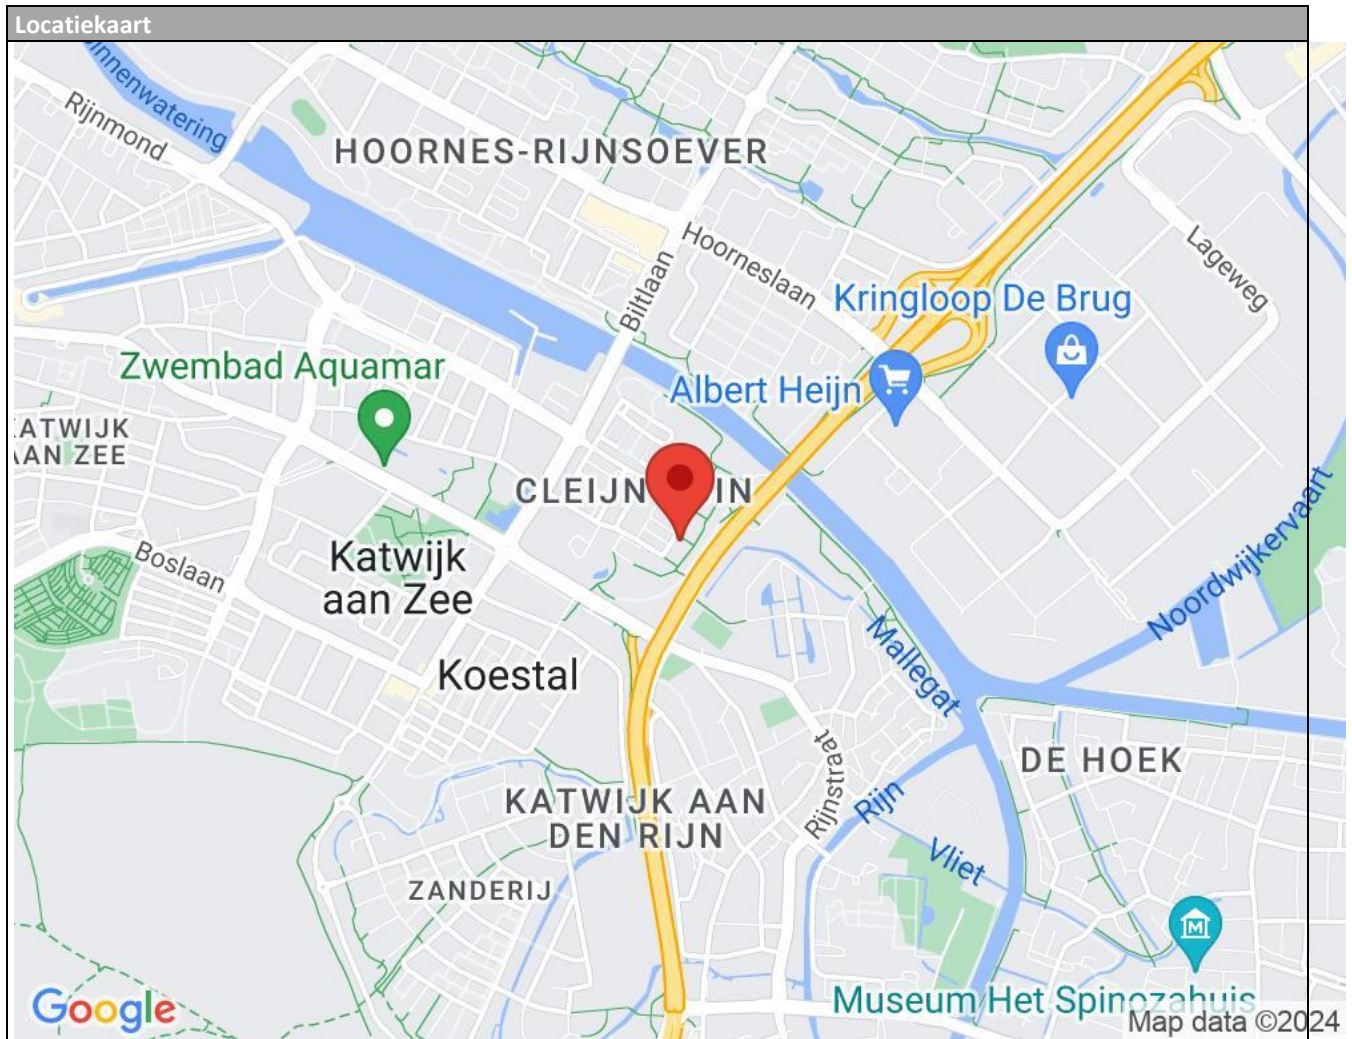 Locatiekaart
Binnenwatering
Rijnmond
HOORNES-RIJNSOEVER
Hoorneslaan
Lageweg
Biltlaan
Kringloop De Brug
Zwembad Aquamar
Albert Heijn
KATWIJK
AAN ZEE
CLEIJN IN
Noordwijkervaart
Boslaan
Katwijk
aan Zee
Mallegat
Koestal
DE HOEK
Rijnstraat
Rijn
KATWIJK AAN
DEN RIJN
Vliet
ZANDERIJ
M
Google
Museum Het Spinozahuis
Map data ©2024